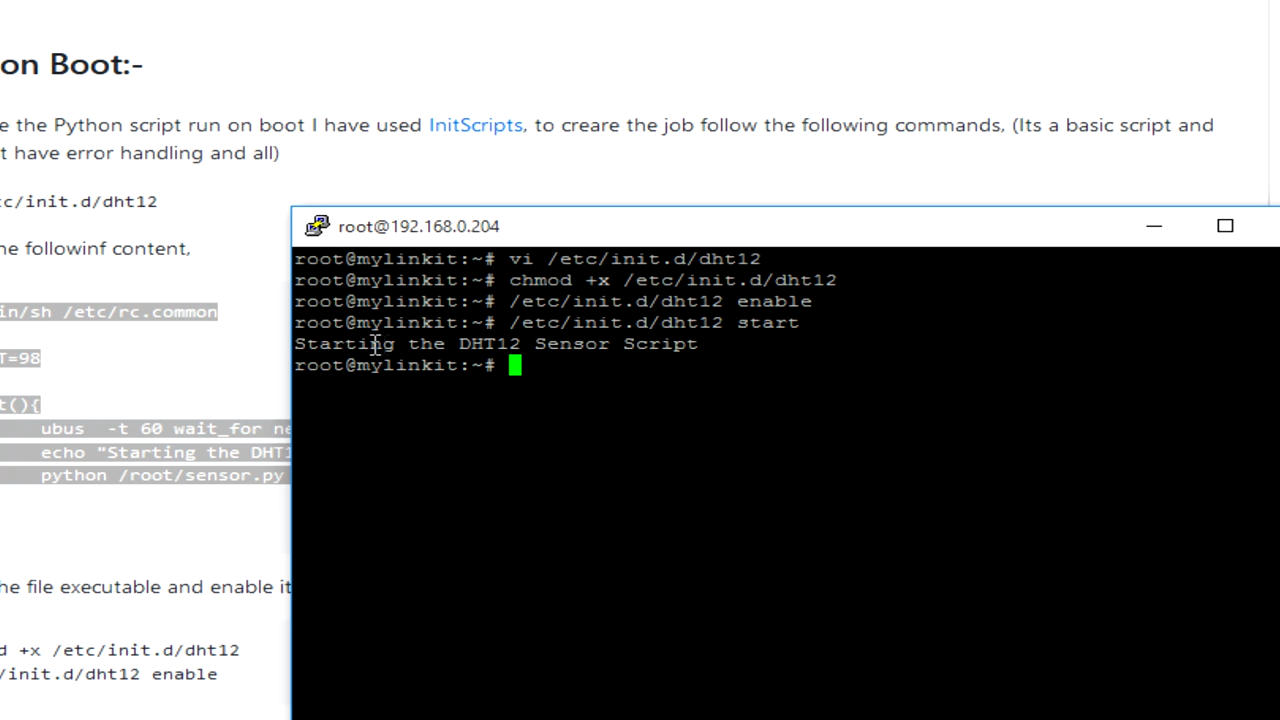 on Boot:-
e the Python script run on boot I have used InitScripts, to creare the job follow the following commands, (Its a basic script and
t have error handling and all)
tc/init.d/dht12
he followinf content,
in/sh /etc/rc.common
T=98
t(){
ubus -t 60 wait_for ne
echo "Starting the DHT1
python /root/sensor.py
he file executable and enable it
d +x /etc/init.d/dht12
/init.d/dht12 enable
root@192.168.0.204
root@mylinkit:~# vi /etc/init.d/dht12
root@mylinkit:~# chmod +x /etc/init.d/dht12
root@mylinkit:~# /etc/init.d/dht12 enable
root@mylinkit:~# /etc/init.d/dht12 start
Starting the DHT12 Sensor Script
root@mylinkit:~#